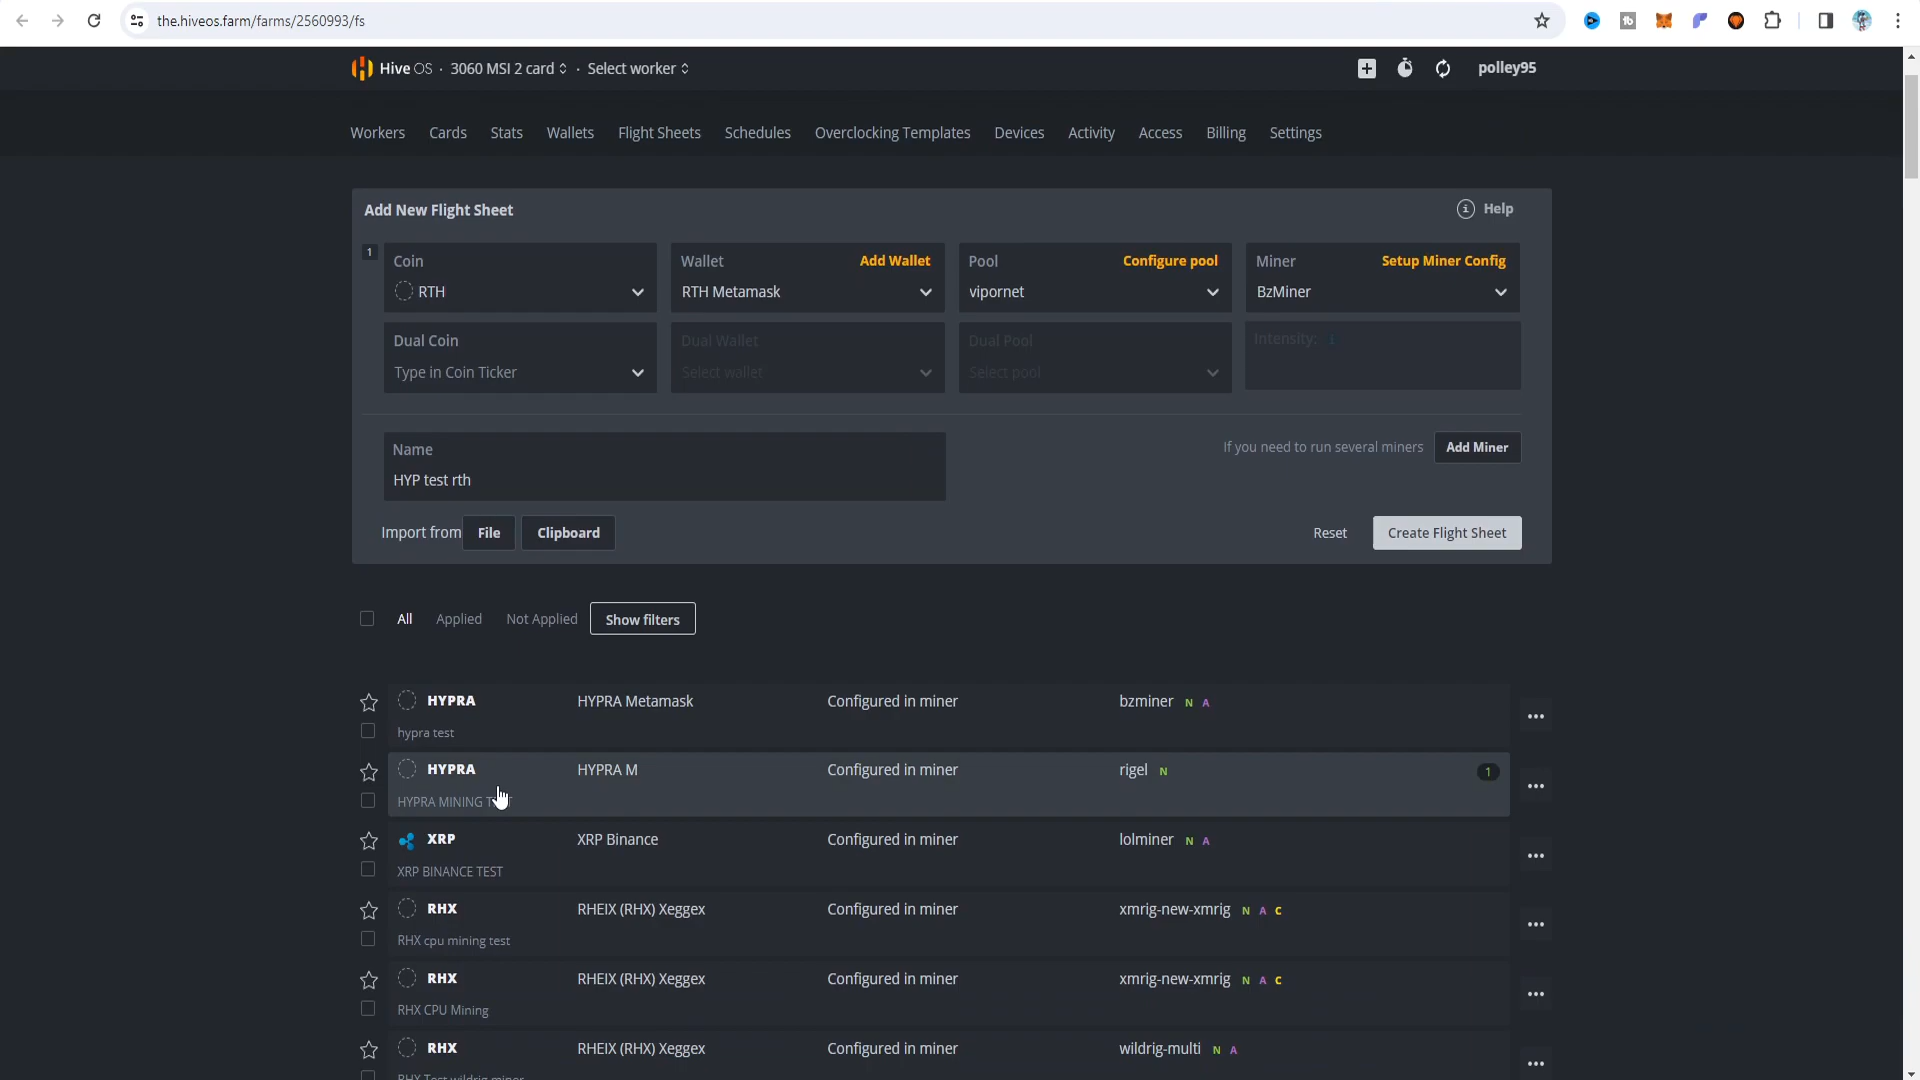 the.hiveos.farm/farms/2560993/fs
Hive OS · 3060 MSI 2 card · Select worker
polley95
Workers Cards Stats Wallets Flight Sheets Schedules Overclocking Templates Devices Activity Access Billing Settings
Add New Flight Sheet
Help
1
Coin
RTH
Wallet Add Wallet
RTH Metamask
Pool Configure pool
vipornet
Miner Setup Miner Config
BzMiner
Dual Coin
Type in Coin Ticker
Dual Wallet
Select wallet
Dual Pool
Select pool
Intensity: i
Name
HYP test rth
If you need to run several miners Add Miner
Import from File Clipboard
Reset Create Flight Sheet
All Applied Not Applied Show filters
HYPRA HYPRA Metamask Configured in miner bzminer N A
hypra test
HYPRA HYPRA M Configured in miner rigel N 1
HYPRA MINING
XRP XRP Binance Configured in miner lolminer N A
XRP BINANCE TEST
RHX RHEIX (RHX) Xeggex Configured in miner xmrig-new-xmrig N A C
RHX cpu mining test
RHX RHEIX (RHX) Xeggex Configured in miner xmrig-new-xmrig N A C
RHX CPU Mining
RHX RHEIX (RHX) Xeggex Configured in miner wildrig-multi N A
RHX Test wildrig miner